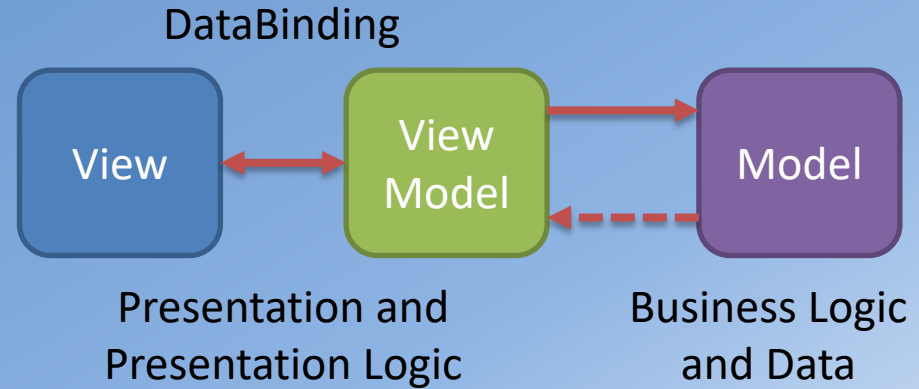 DataBinding
View
View
Model
Model
Presentation and
Presentation Logic
Business Logic
and Data